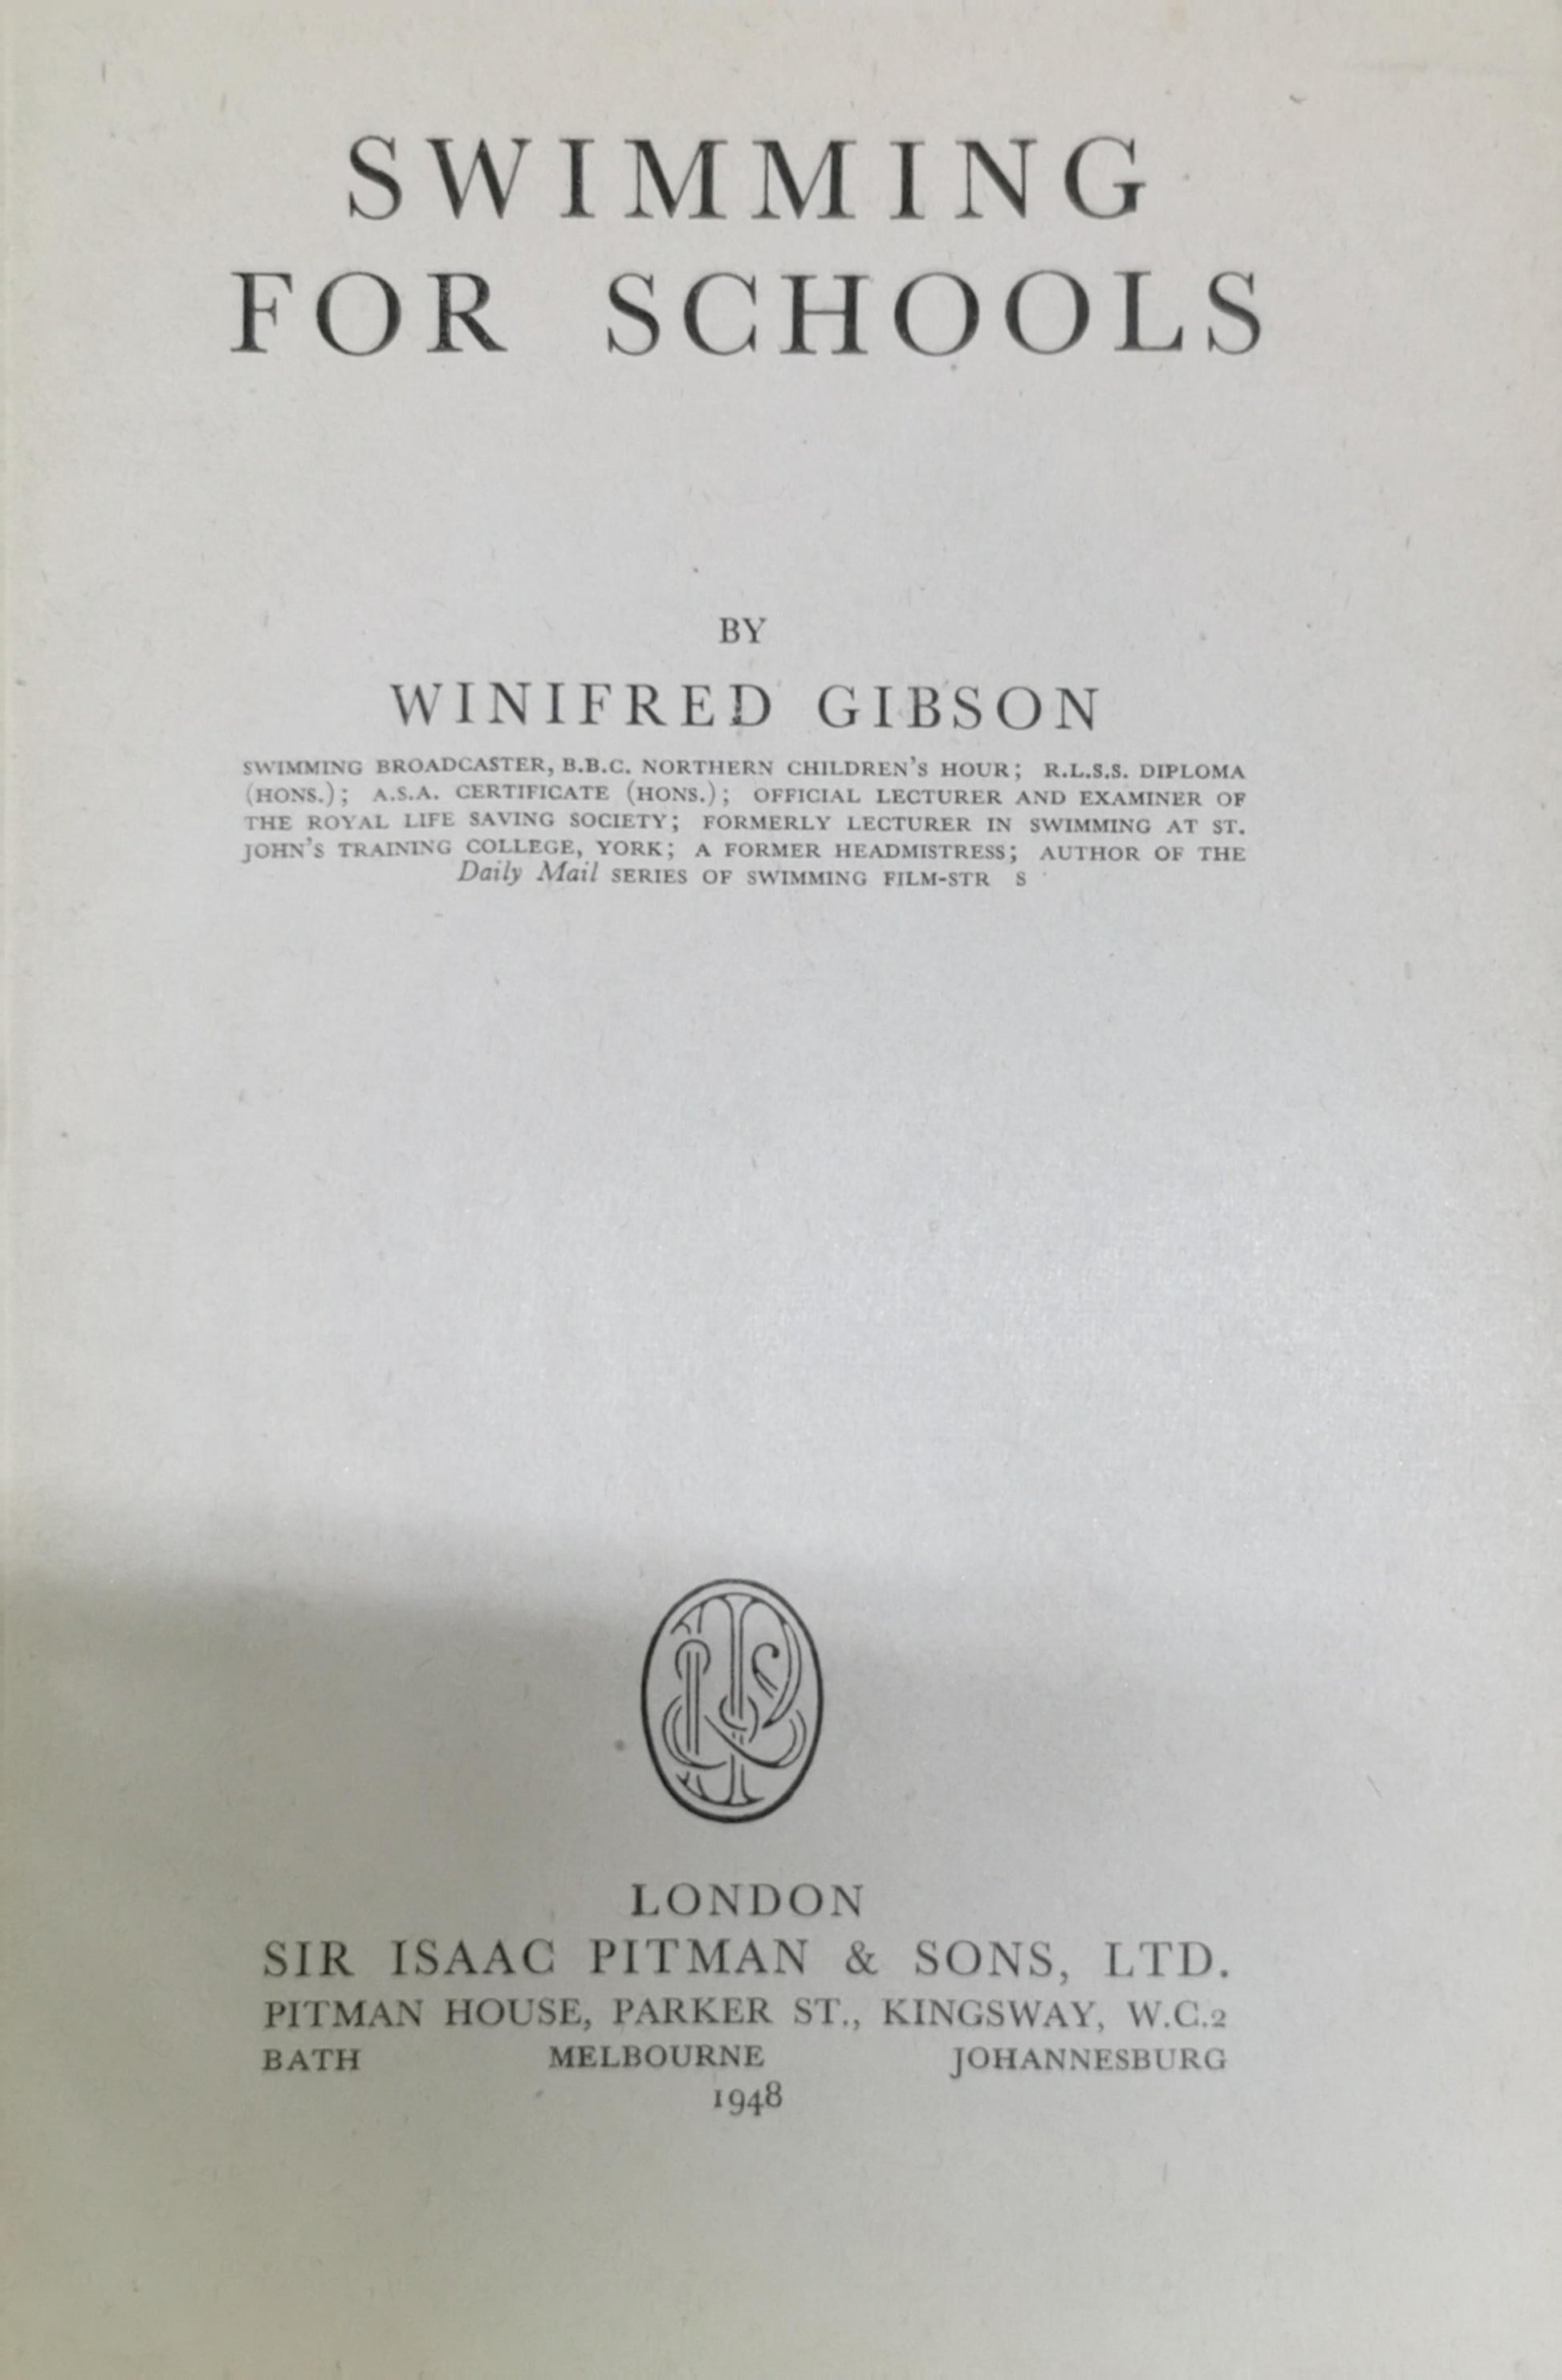 SWIMMING
FOR SCHOOLS
BY
WINIFRED GIBSON
SWIMMING BROADCASTER, B.B.C. NORTHERN CHILDREN'S HOUR; R.L.S.S. DIPLOMA
(HONS.); A.S.A. CERTIFICATE (HONS.); OFFICIAL LECTURER AND EXAMINER OF
THE ROYAL LIFE SAVING SOCIETY; FORMERLY LECTURER IN SWIMMING AT ST.
JOHN'S TRAINING COLLEGE, YORK; A FORMER HEADMISTRESS; AUTHOR OF THE
Daily Mail SERIES OF SWIMMING FILM-STR S
LONDON
SIR ISAAC PITMAN & SONS, LTD.
PITMAN HOUSE, PARKER ST., KINGSWAY, W.C.2
BATH MELBOURNE JOHANNESBURG
1948